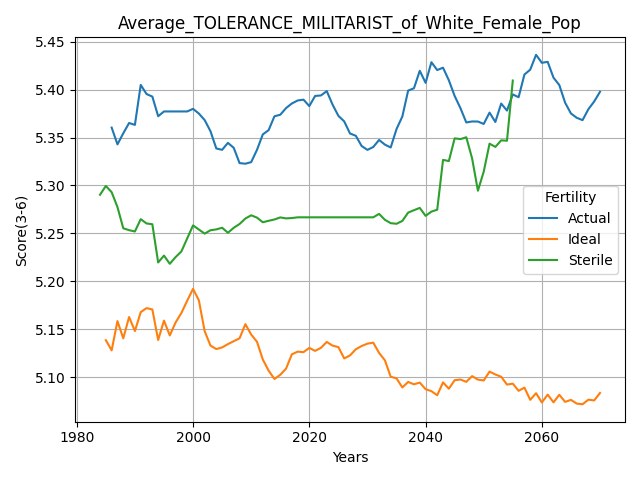 Average_TOLERANCE_MILITARIST_of_White_Female_Pop
Score(3-6)
5.45
5.40
5.35
5.30
5.25
5.20
5.15
5.10
Fertility
Actual
Ideal
Sterile
1980
2000
2020
2040
2060
Years